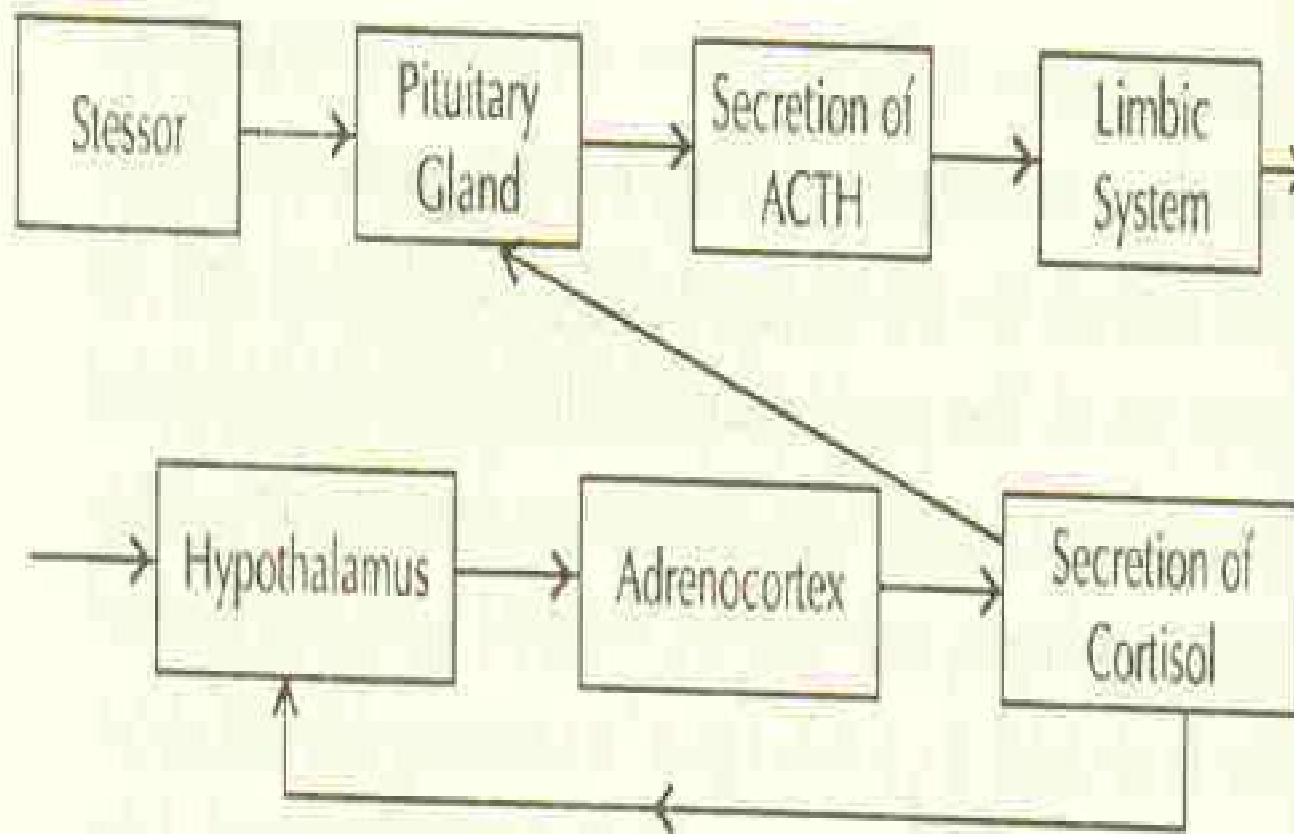 Stessor
Pituitary
Gland
Secretion of
ACTH
Limbic
System
Hypothalamus
Adrenocortex
Secretion of
Cortisol